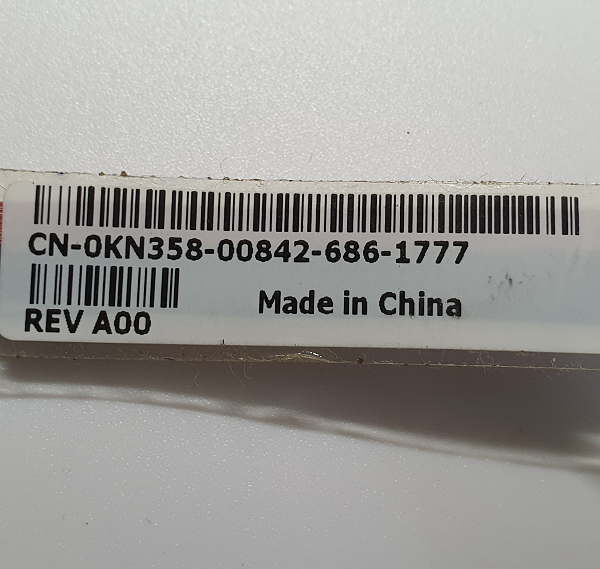 CN-0KN358-00842-686-1777
Made in China
REV A00